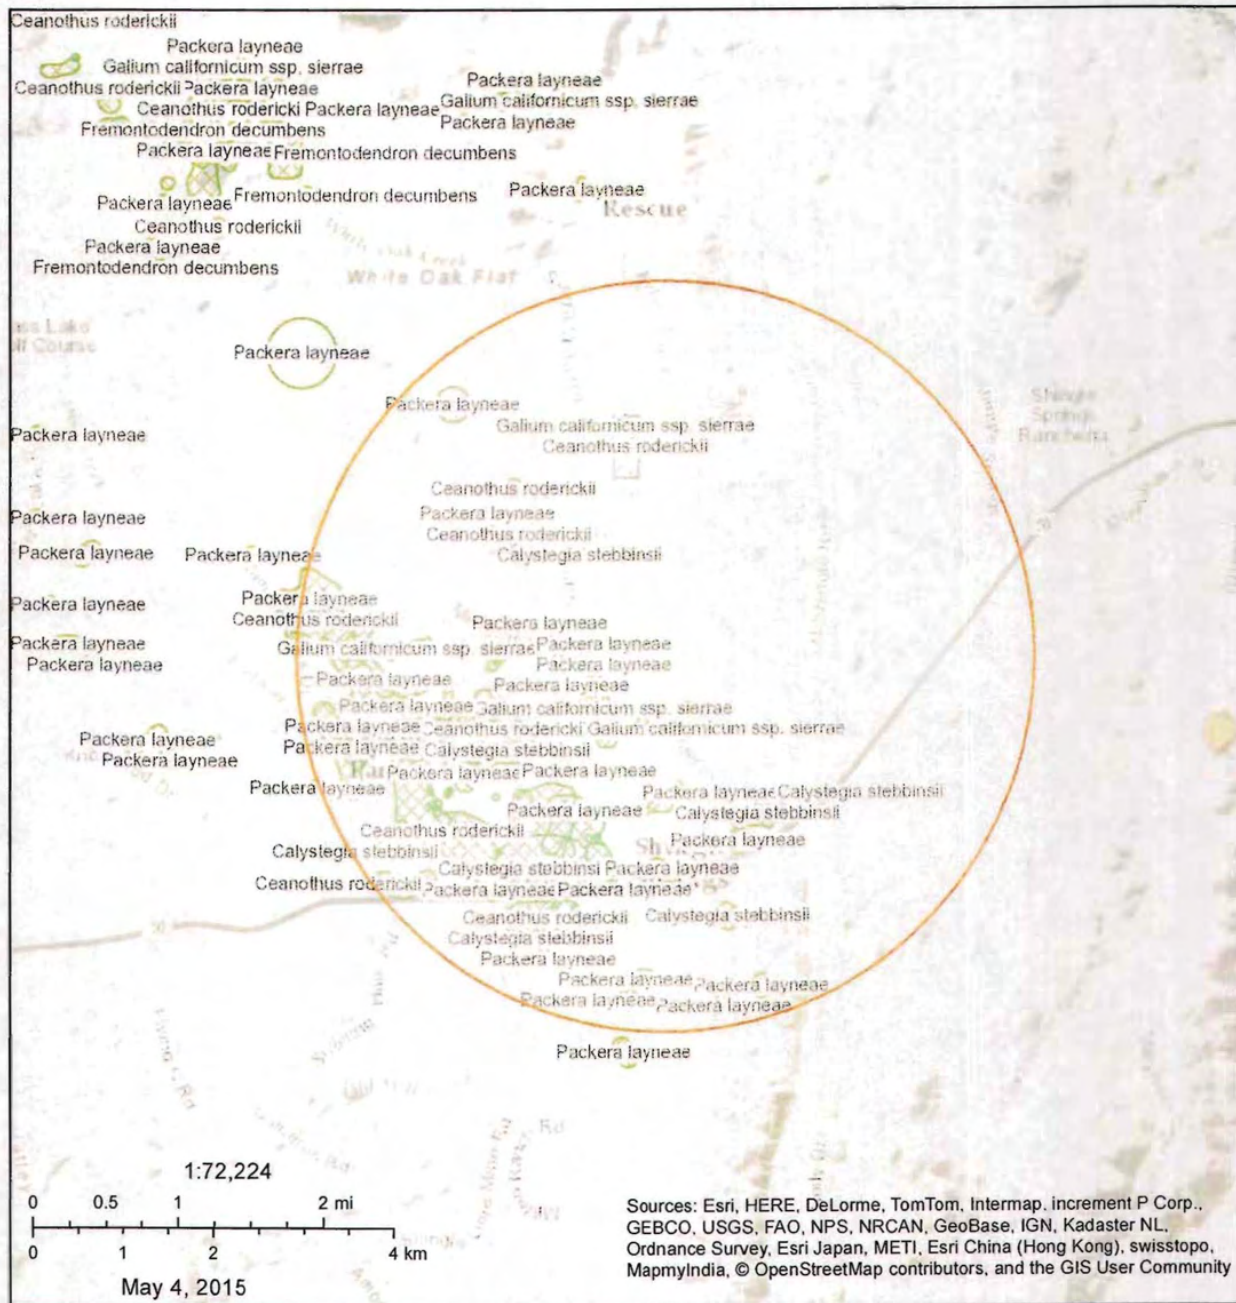 Ceanothus roderickii
Packera layneae
Galium californicum ssp. sierrae
Ceanothus roderickii Packera layneae
Ceanothus rodericki Packera layneae
Fremontodendron decumbens
Packera layneae Fremontodendron decumbens
Packera layneae
Galium californicum ssp. sierrae
Packera layneae
Packera layneae Fremontodendron decumbens
Packera layneae
Rescue
Ceanothus roderickii
Packera layneae
Fremontodendron decumbens
White Oak Flat
Packera layneae
Packera layneae
Shingle
Springs
Rancheria
Galium californicum ssp. sierrae
Packera layneae
Ceanothus roderickii
Ceanothus roderickii
Packera layneae
Packera layneae
Ceanothus roderickii
Packera layneae
Packera layneae
Calystegia stebbinsii
Packera layneae
Packera layneae
Ceanothus roderickii
Packera layneae
Packera layneae
Galium californicum ssp. sierrae Packera layneae
Packera layneae
Packera layneae
Packera layneae
Packera layneae
Packera layneae Galium californicum ssp. sierrae
Packera layneae Ceanothus rodericki Galium californicum ssp. sierrae
Packera layneae
Packera layneae Calystegia stebbinsii
Packera layneae
Packera layneae Packera layneae
Packera layneae
Packera layneae Calystegia stebbinsii
Packera layneae
Calystegia stebbinsii
Ceanothus roderickii
Packera layneae
Calystegia stebbinsii
Calystegia stebbinsi Packera layneae
Ceanothus roderickii Packera layneae Packera layneae
Ceanothus roderickii
Calystegia stebbinsii
Calystegia stebbinsii
Packera layneae
Packera layneae Packera layneae
Packera layneae Packera layneae
Packera layneae
1:72,224
0 0.5 1 2 mi
0 1 2 4 km
May 4, 2015
Sources: Esri, HERE, DeLorme, TomTom, Intermap, increment P Corp.,
GEBCO, USGS, FAO, NPS, NRCAN, GeoBase, IGN, Kadaster NL,
Ordnance Survey, Esri Japan, METI, Esri China (Hong Kong), swisstopo,
MapmyIndia, © OpenStreetMap contributors, and the GIS User Community